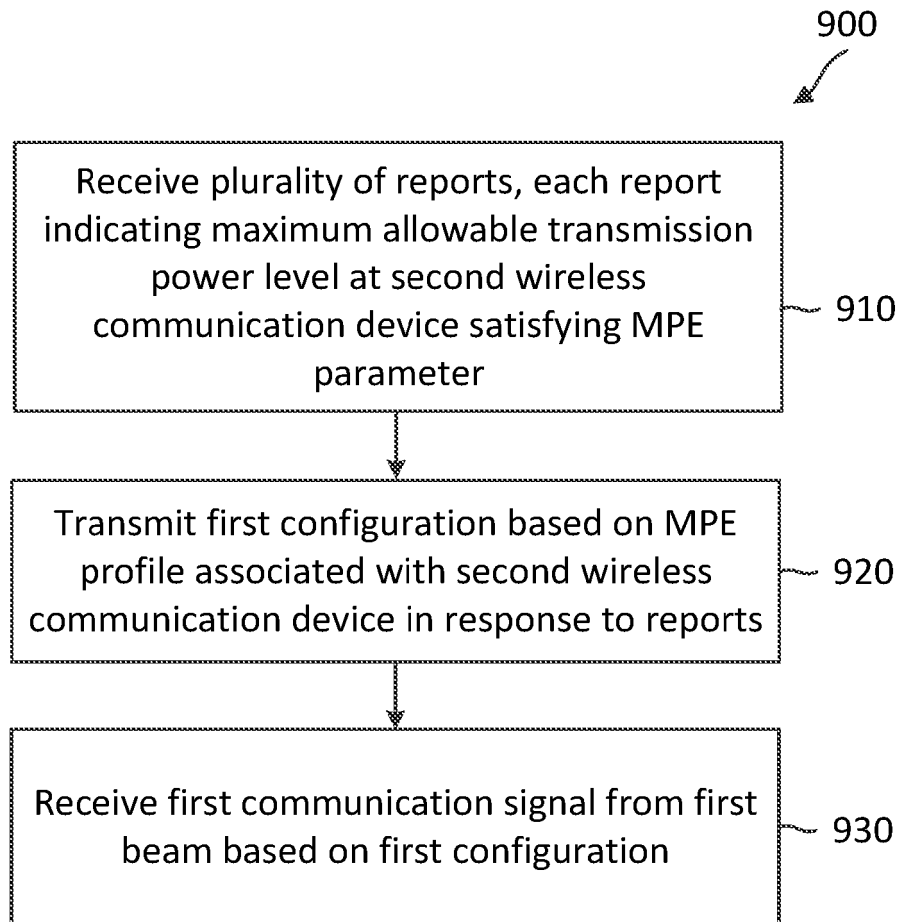 900
Receive plurality of reports, each report
indicating maximum allowable transmission
power level at second wireless
communication device satisfying MPE
parameter
910
Transmit first configuration based on MPE
profile associated with second wireless
communication device in response to reports
920
Receive first communication signal from first
beam based on first configuration
930